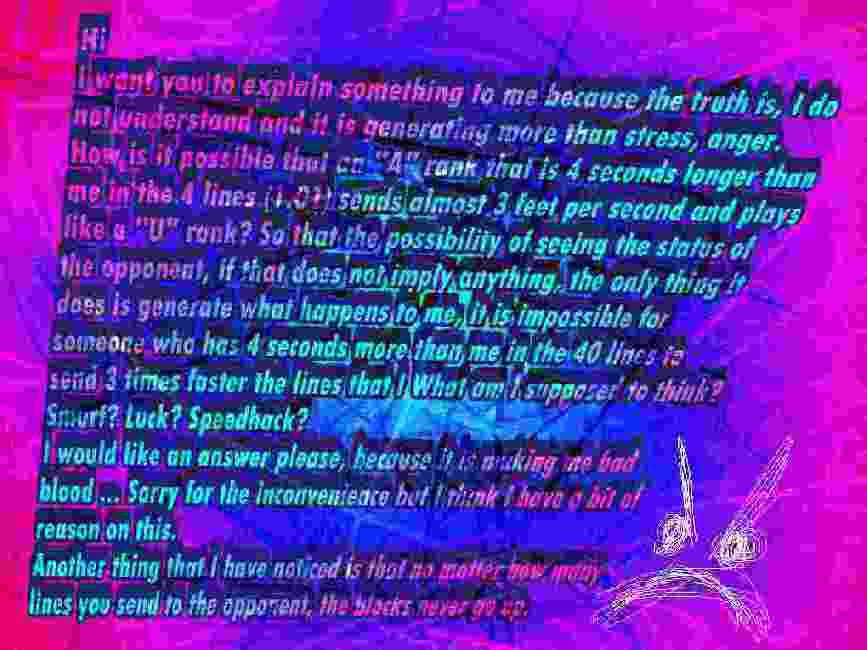 Hi
I want you to explain something to me because the truth is, I do
not understand and it is generating more than stress, anger.
How is it possible that an "A" rank that is 4 seconds longer than
me in the 4 lines (1.01) sends almost 3 feet per second and plays
like a "U" rank? So that the possibility of seeing the status of
the opponent, if that does not imply anything, the only thing it
does is generate what happens to me, it is impossible for
someone who has 4 seconds more than me in the 40 lines to
send 3 times faster the lines that I What am I supposed to think?
Smurf? Luck? Speedhack?
I would like an answer please, because it is making me bad
blood ... Sorry for the inconvenience but I think I have a bit of
reason on this.
Another thing that I have noticed is that no matter how many
lines you send to the opponent, the blocks never go up.